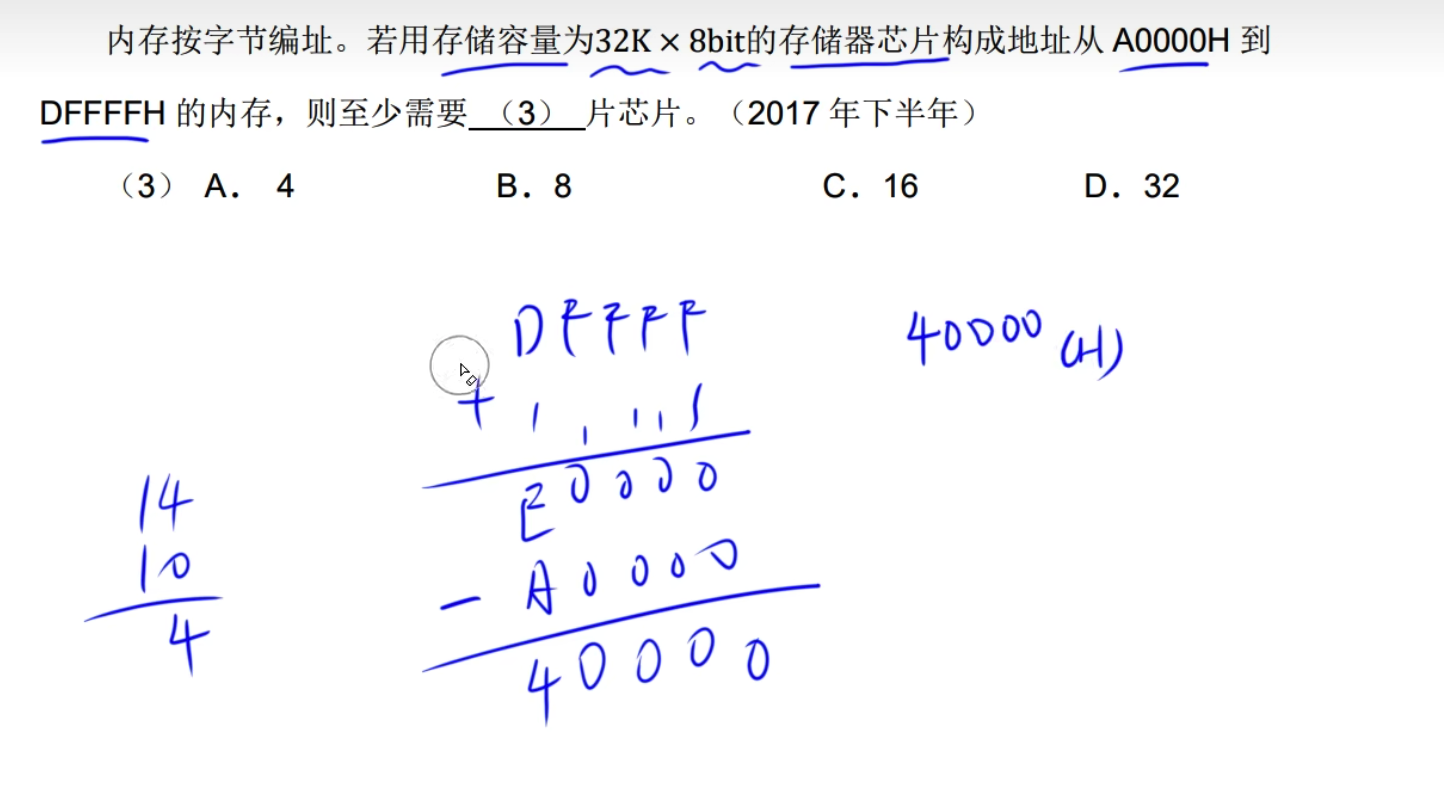 内存按字节编址。若用存储容量为32K × 8bit的存储器芯片构成地址从 A0000H 到
DFFFFH 的内存，则至少需要 （3） 片芯片。（2017 年下半年）
（3） A． 4 B．8 C．16 D．32
DFFFF
40000 (H)
+ 1 , 1 1 1
E0000
14
- A0000
10
40000
4